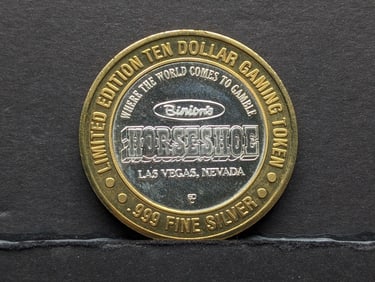 LIMITED EDITION TEN DOLLAR GAMING TOKEN
WHERE THE WORLD COMES TO GAMBLE
Binion's
HORSESHOE
LAS VEGAS, NEVADA
.999 FINE SILVER